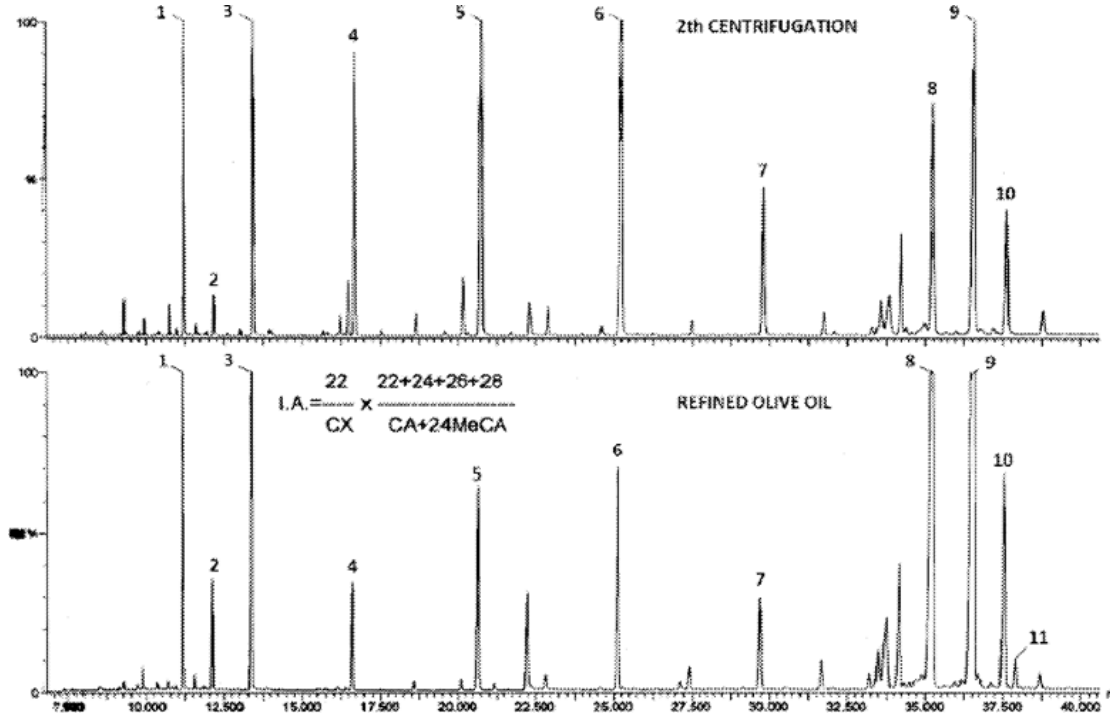 100 1 3 4 5 6 2th CENTRIFUGATION 9
8
7
10
%
2
0
100 1 3 8 9
I.A.= 22/CX x 22+24+26+28/CA+24MeCA REFINED OLIVE OIL
6
5 10
%
2 4 7
11
0
7.500 10.000 12.500 15.000 17.500 20.000 22.500 25.000 27.500 30.000 32.500 35.000 37.500 40.000